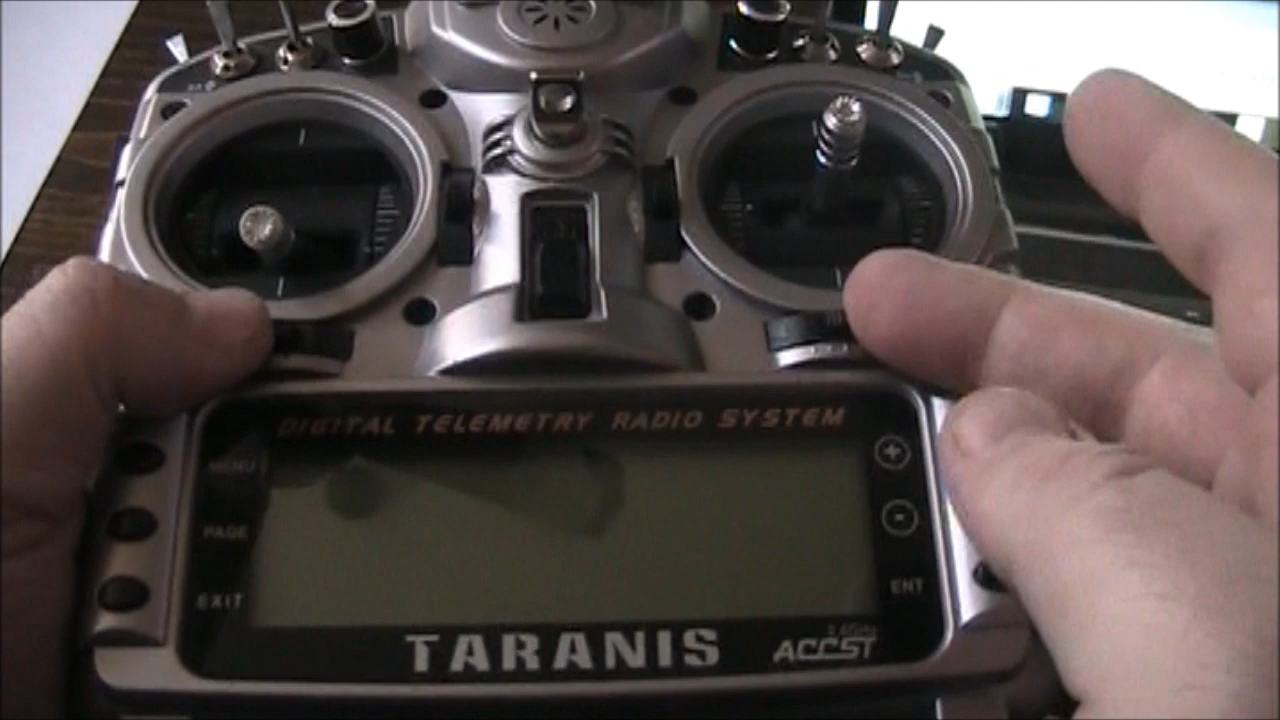 DIGITAL TELEMETRY RADIO SYSTEM
MENU
PAGE
EXIT
+
-
ENT
TARANIS
ACCST